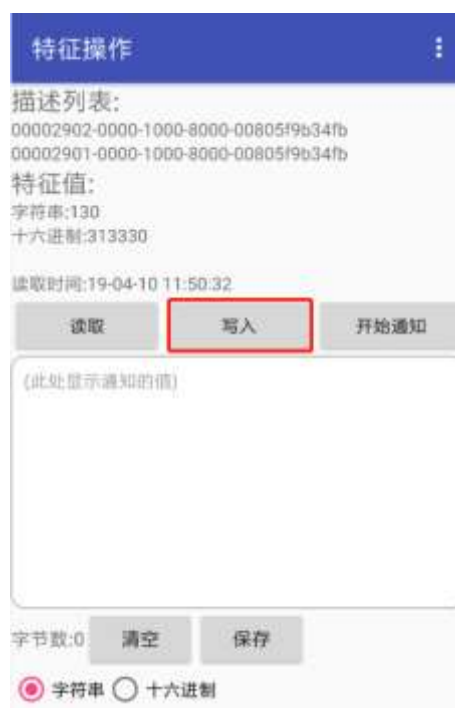 特征操作
描述列表:
00002902-0000-1000-8000-00805f9b34fb
00002901-0000-1000-8000-00805f9b34fb
特征值:
字符串:130
十六进制:313330
读取时间:19-04-10 11:50:32
读取 写入 开始通知
(此处显示通知的值)
字节数:0 清空 保存
字符串 十六进制